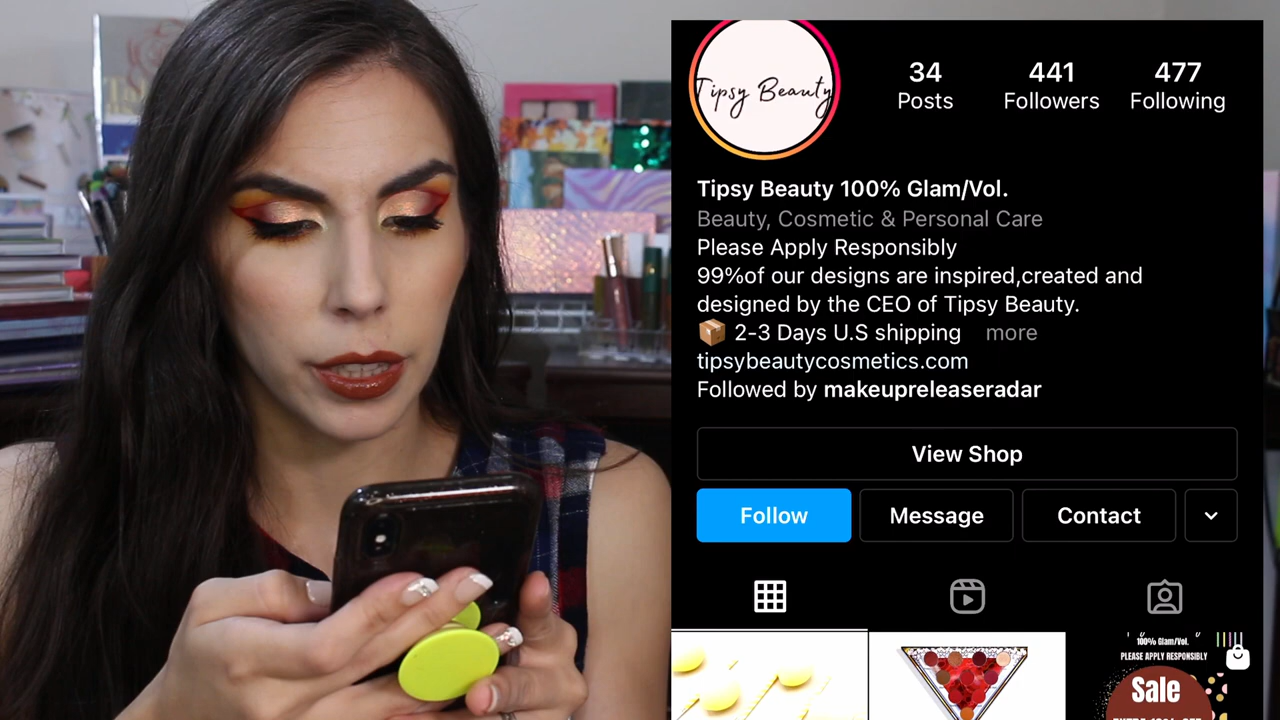 Tipsy Beauty
34
Posts
441
Followers
477
Following
Tipsy Beauty 100% Glam/Vol.
Beauty, Cosmetic & Personal Care
Please Apply Responsibly
99%of our designs are inspired,created and
designed by the CEO of Tipsy Beauty.
2-3 Days U.S shipping more
tipsybeautycosmetics.com
Followed by makeupreleaseradar
View Shop
Follow
Message
Contact
100% Glam/Vol.
PLEASE APPLY RESPONSIBLY
Sale